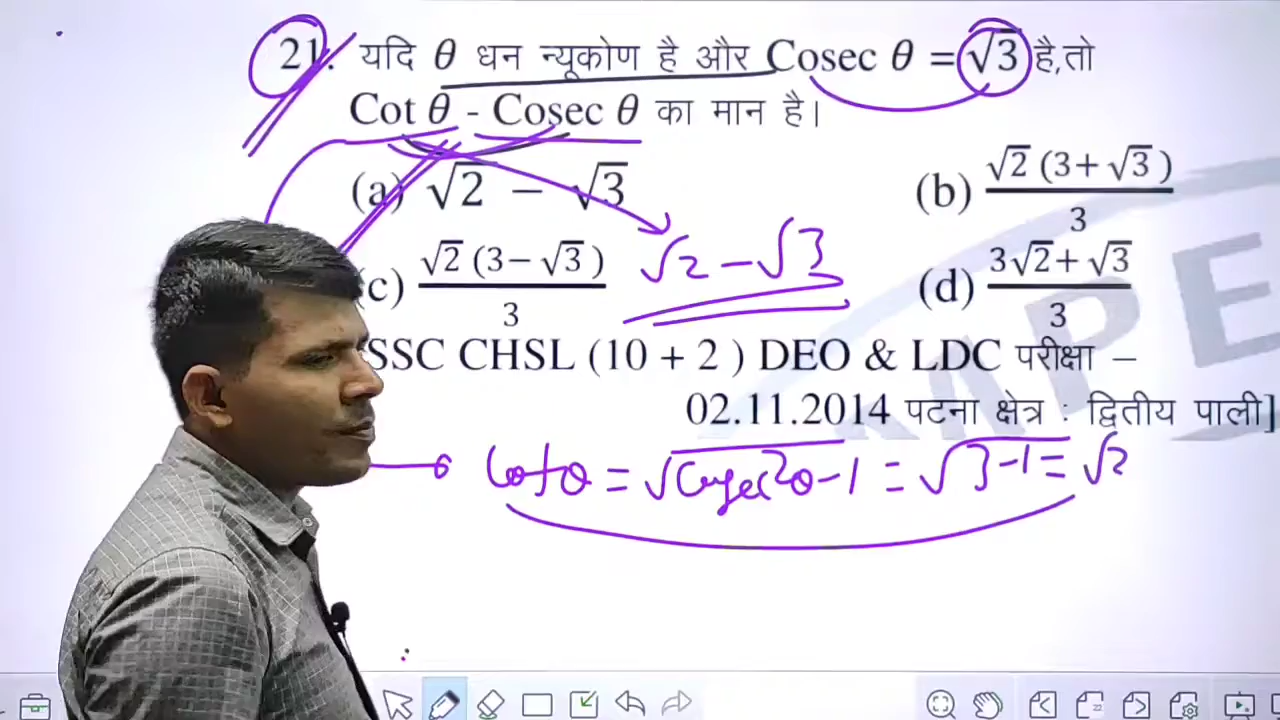 21. यदि θ धन न्यूकोण है और Cosec θ = √3 है, तो
Cot θ - Cosec θ का मान है।
(a) √2 − √3
(b) √2 (3+ √3 ) / 3
(c) √2 (3− √3 ) / 3
√2 − √3
(d) 3√2+ √3 / 3
SSC CHSL (10 + 2 ) DEO & LDC परीक्षा −
02.11.2014 पटना क्षेत्र : द्वितीय पाली]
Cotθ = √Cosec²θ-1 = √3-1 = √2